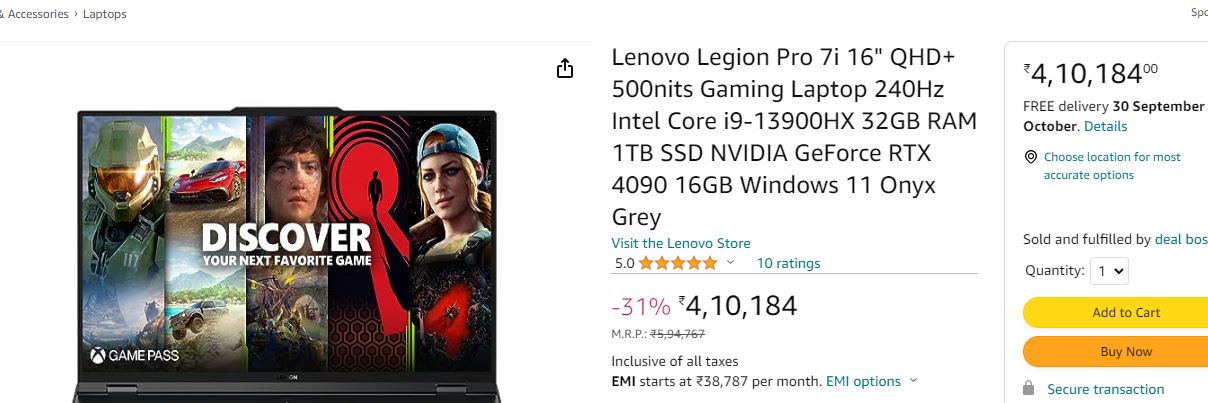 & Accessories › Laptops
Spo
Lenovo Legion Pro 7i 16" QHD+
500nits Gaming Laptop 240Hz
Intel Core i9-13900HX 32GB RAM
1TB SSD NVIDIA GeForce RTX
4090 16GB Windows 11 Onyx
Grey
Visit the Lenovo Store
5.0
10 ratings
-31% ₹4,10,184
M.R.P.: ₹5,94,767
Inclusive of all taxes
EMI starts at ₹38,787 per month. EMI options
DISCOVER
YOUR NEXT FAVORITE GAME
GAME PASS
₹4,10,18400
FREE delivery 30 September
October. Details
Choose location for most
accurate options
Sold and fulfilled by deal bos
Quantity: 1
Add to Cart
Buy Now
Secure transaction